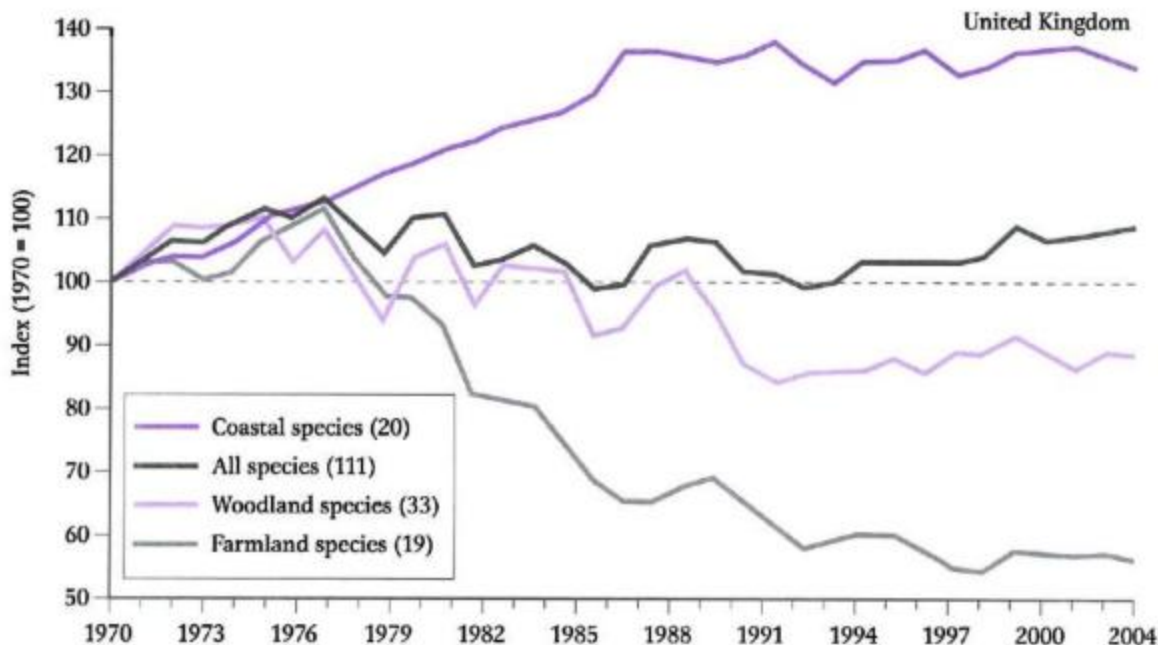 United Kingdom
Index (1970 = 100)
140
130
120
110
100
90
80
70
60
50
Coastal species (20)
All species (111)
Woodland species (33)
Farmland species (19)
1970 1973 1976 1979 1982 1985 1988 1991 1994 1997 2000 2004